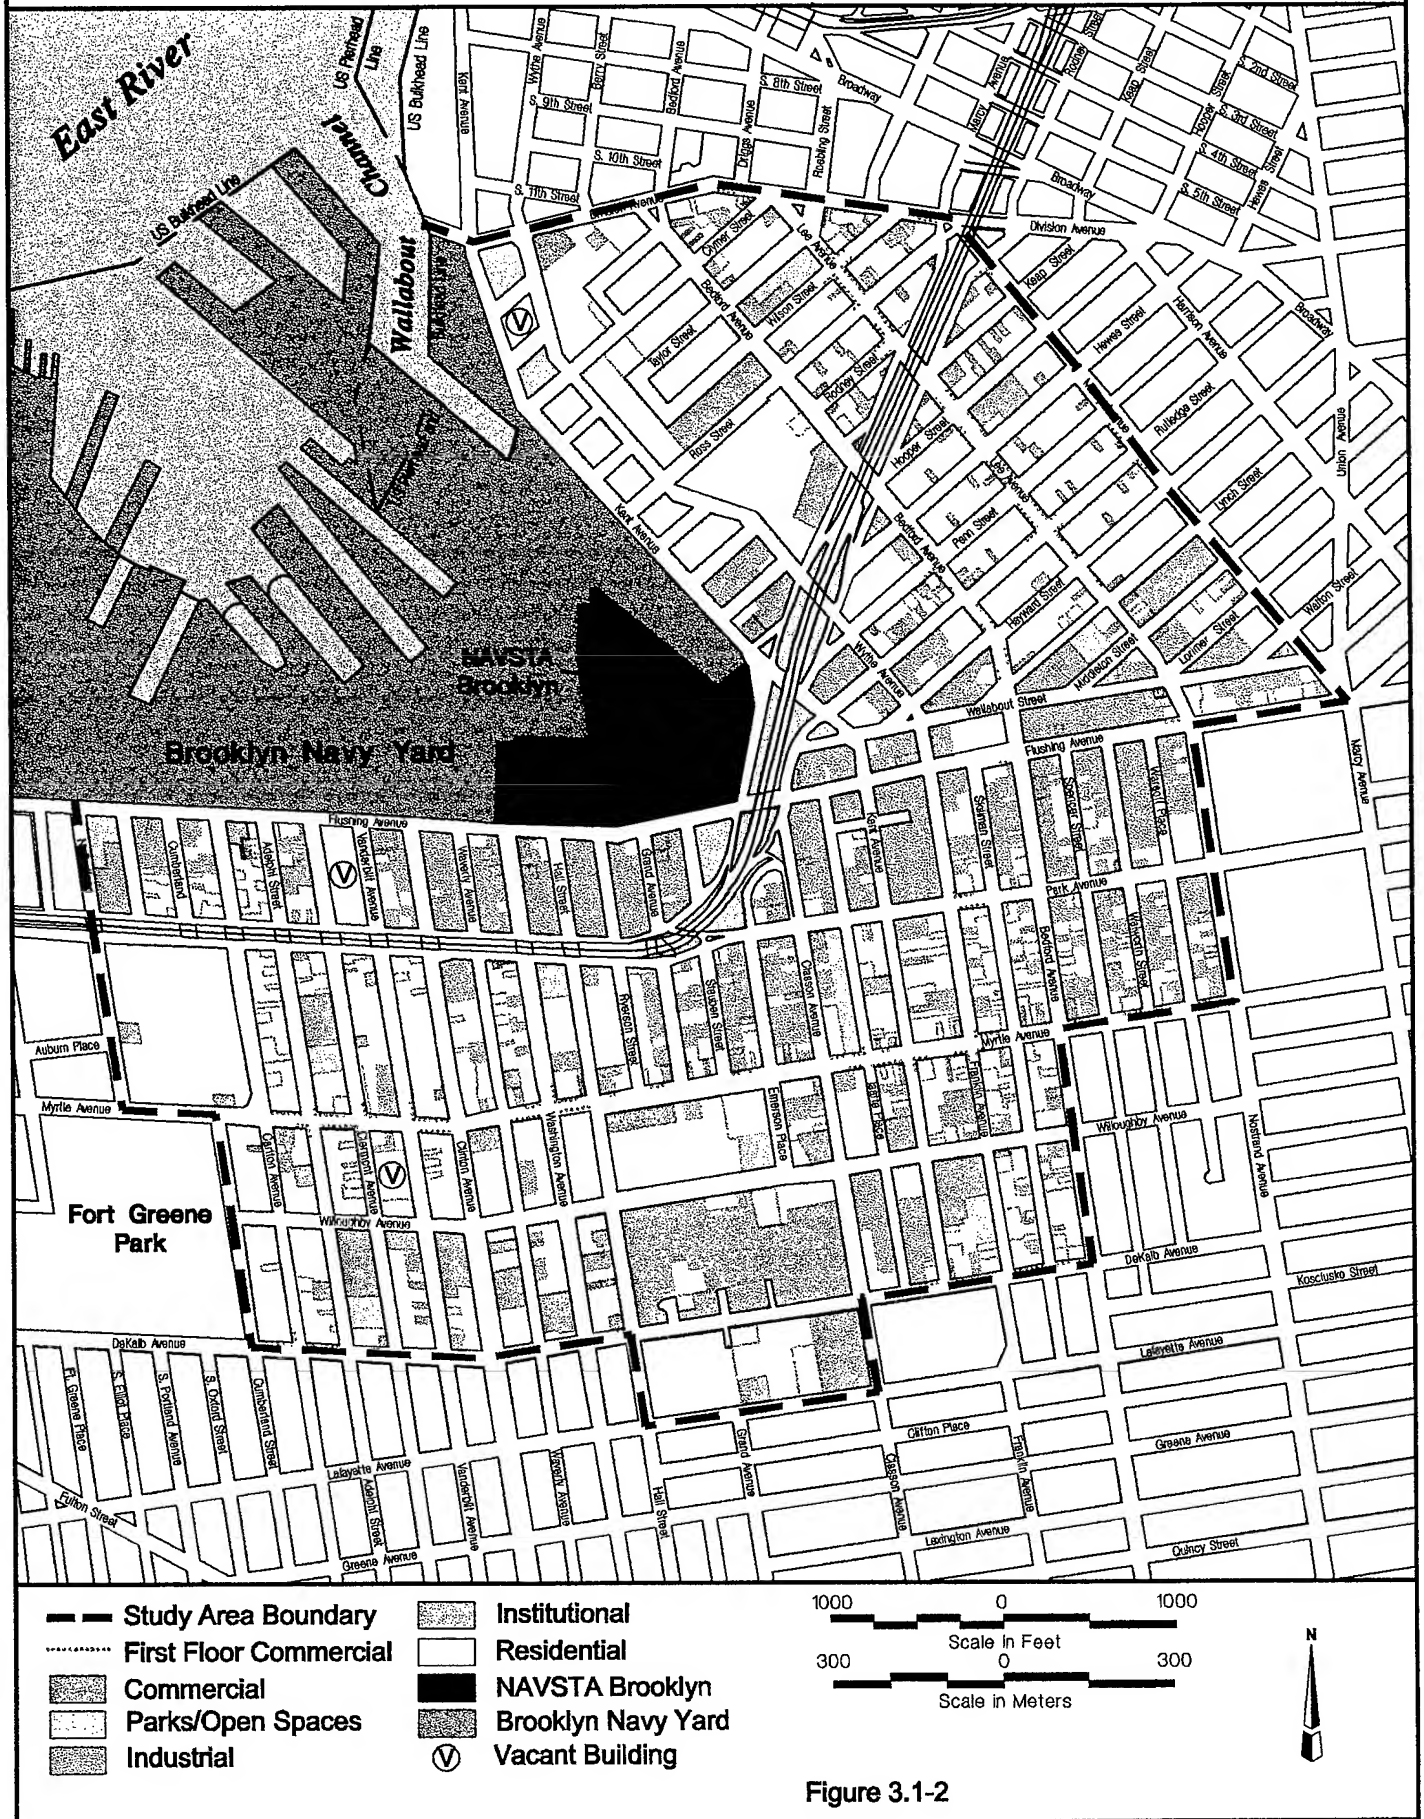 East River
US Pierhead
Line
US Bulkhead Line
Kent Avenue
Wythe Avenue
Berry Street
Bedford Avenue
S. 9th Street
S. 8th Street
Broadway
Driggs Avenue
Roebling Street
S. 10th Street
S. 11th Street
Marcy
Avenue
Rodney
Street
Keap Street
Hooper
Street
S. 2nd Street
S. 3rd Street
S. 4th Street
S. 5th Street
Hewes
Street
Broadway
Division Avenue
Division Avenue
Wallabout
Channel
US Bulkhead Line
Clymer Street
Lee Avenue
Wilson Street
Bedford Avenue
Taylor Street
Ross Street
Rodney Street
Hooper Street
Lee Avenue
Penn Street
Bedford Avenue
Keap Street
Hewes Street
Harrison Avenue
Broadway
Rutledge Street
Union Avenue
Lynch Street
Walton Street
Kent Avenue
Hayward Street
Middleton Street
Lorimer Street
Wythe Avenue
Wallabout Street
Flushing Avenue
Marcy Avenue
NAVSTA
Brooklyn
Brooklyn Navy Yard
Flushing Avenue
Cumberland
Adelphi Street
V
V
Vanderbilt Avenue
Waverly Avenue
Hall Street
Grand Avenue
Kent Avenue
Skillman Street
Spencer Street
Park Avenue
Bedford Avenue
Classon Avenue
Steuben Street
Ryerson Street
Myrtle Avenue
Auburn Place
Myrtle Avenue
Fort Greene
Park
Carlton Avenue
Clermont Avenue
V
Clinton Avenue
Washington Avenue
Emerson Place
Franklin Avenue
Willoughby Avenue
Willoughby Avenue
Nostrand Avenue
DeKalb Avenue
Kosciusko Street
DeKalb Avenue
Lafayette Avenue
Ft. Greene Place
S. Elliot Place
S. Portland Avenue
S. Oxford Street
Cumberland Street
Lafayette Avenue
Adelphi Street
Vanderbilt Avenue
Waverly Avenue
Hall Street
Grand Avenue
Clifton Place
Classon Avenue
Franklin Avenue
Greene Avenue
Fulton Street
Greene Avenue
Lexington Avenue
Quincy Street
Study Area Boundary
First Floor Commercial
Commercial
Parks/Open Spaces
Industrial
Institutional
Residential
NAVSTA Brooklyn
Brooklyn Navy Yard
V Vacant Building
1000 0 1000
Scale in Feet
300 0 300
Scale in Meters
N
Figure 3.1-2